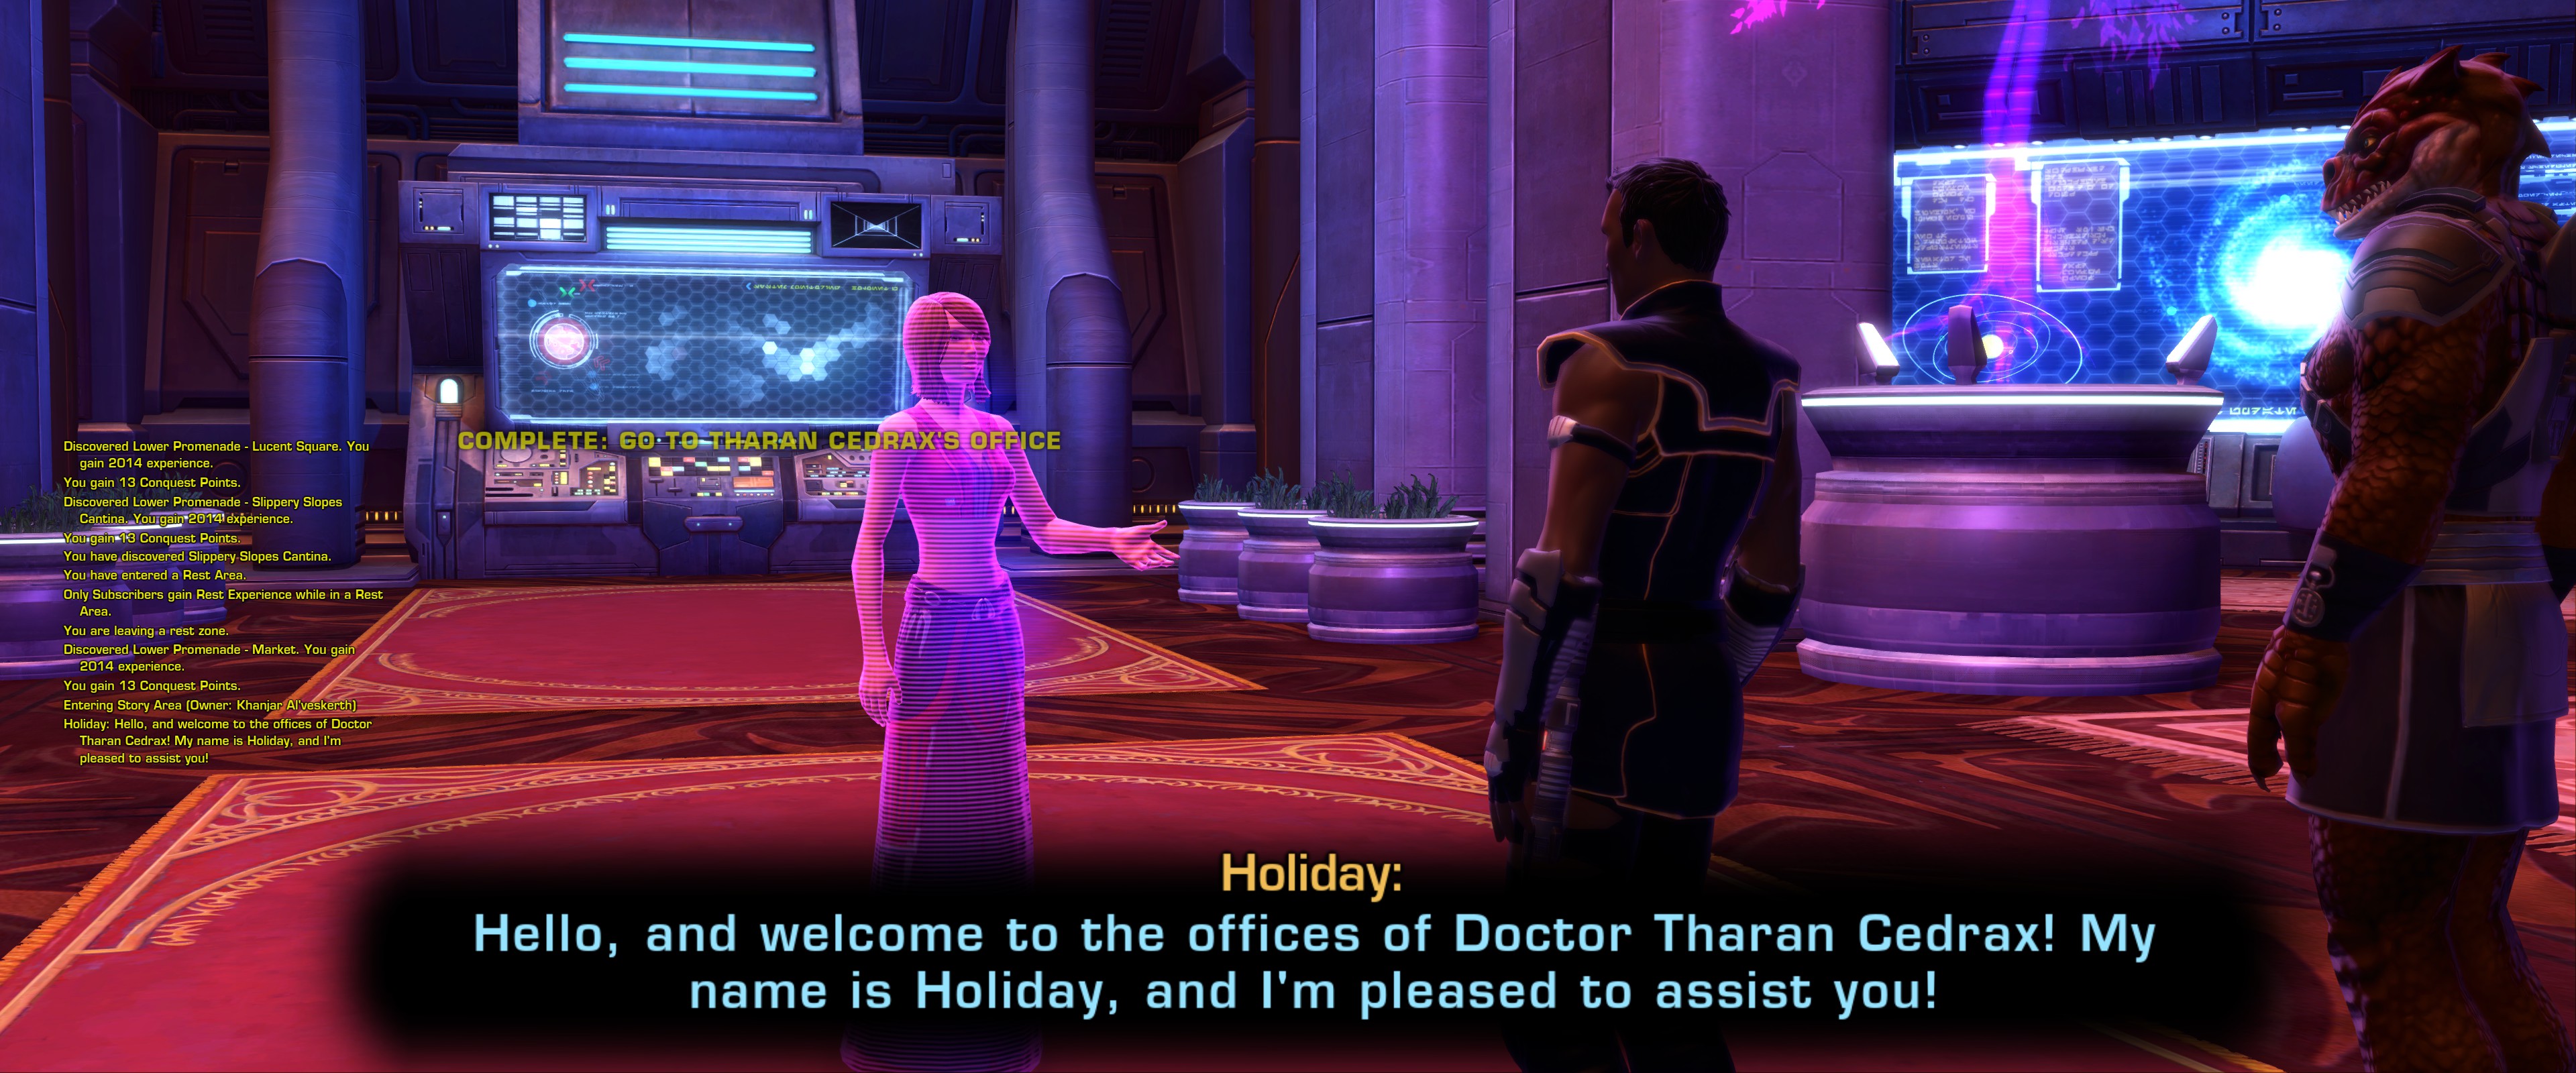 Discovered Lower Promenade - Lucent Square. You
gain 2014 experience.
You gain 13 Conquest Points.
Discovered Lower Promenade - Slippery Slopes
Cantina. You gain 2014 experience.
You gain 13 Conquest Points.
You have discovered Slippery Slopes Cantina.
You have entered a Rest Area.
Only Subscribers gain Rest Experience while in a Rest
Area.
You are leaving a rest zone.
Discovered Lower Promenade - Market. You gain
2014 experience.
You gain 13 Conquest Points.
Entering Story Area (Owner: Khanjar Al'veskerth)
Holiday: Hello, and welcome to the offices of Doctor
Tharan Cedrax! My name is Holiday, and I'm
pleased to assist you!
COMPLETE: GO TO THARAN CEDRAX'S OFFICE
Holiday:
Hello, and welcome to the offices of Doctor Tharan Cedrax! My
name is Holiday, and I'm pleased to assist you!